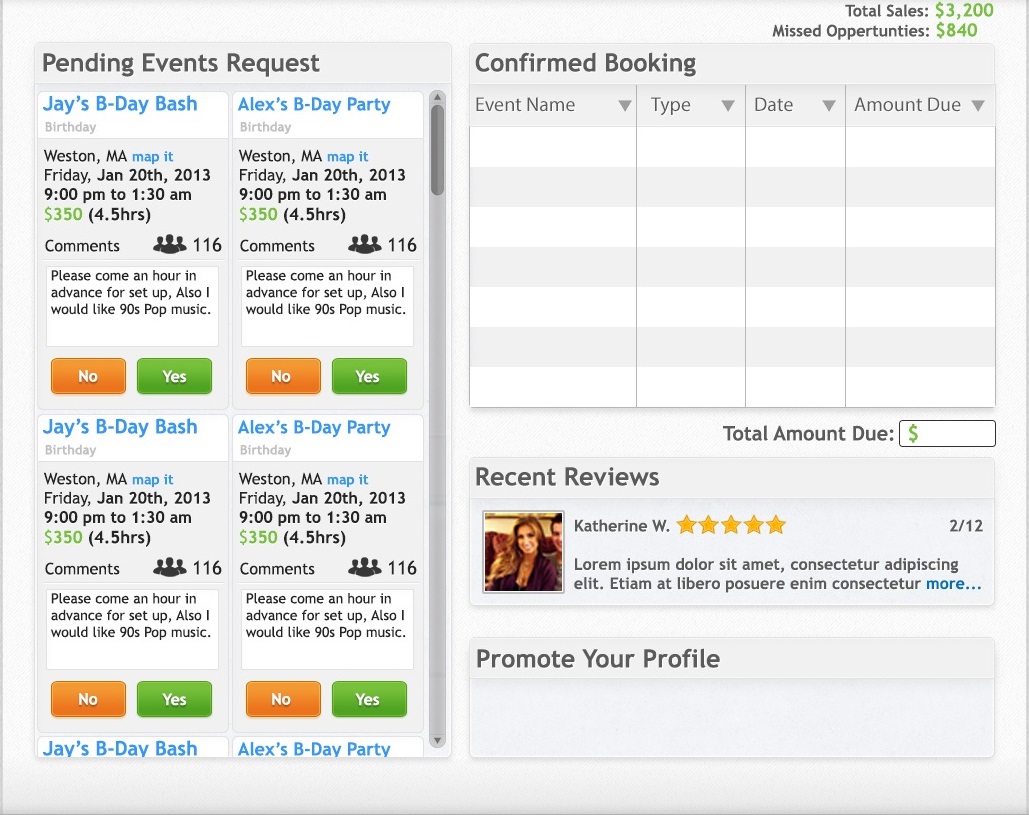 Total Sales: $3,200
Missed Opportunties: $840
Pending Events Request
Jay's B-Day Bash
Birthday
Weston, MA map it
Friday, Jan 20th, 2013
9:00 pm to 1:30 am
$350 (4.5hrs)
Comments 116
Please come an hour in
advance for set up, Also I
would like 90s Pop music.
No Yes
Alex's B-Day Party
Birthday
Weston, MA map it
Friday, Jan 20th, 2013
9:00 pm to 1:30 am
$350 (4.5hrs)
Comments 116
Please come an hour in
advance for set up, Also I
would like 90s Pop music.
No Yes
Jay's B-Day Bash
Birthday
Weston, MA map it
Friday, Jan 20th, 2013
9:00 pm to 1:30 am
$350 (4.5hrs)
Comments 116
Please come an hour in
advance for set up, Also I
would like 90s Pop music.
No Yes
Alex's B-Day Party
Birthday
Weston, MA map it
Friday, Jan 20th, 2013
9:00 pm to 1:30 am
$350 (4.5hrs)
Comments 116
Please come an hour in
advance for set up, Also I
would like 90s Pop music.
No Yes
Jay's B-Day Bash
Alex's B-Day Party
Confirmed Booking
Event Name Type Date Amount Due
Total Amount Due: $
Recent Reviews
Katherine W. 2/12
Lorem ipsum dolor sit amet, consectetur adipiscing
elit. Etiam at libero posuere enim consectetur more...
Promote Your Profile